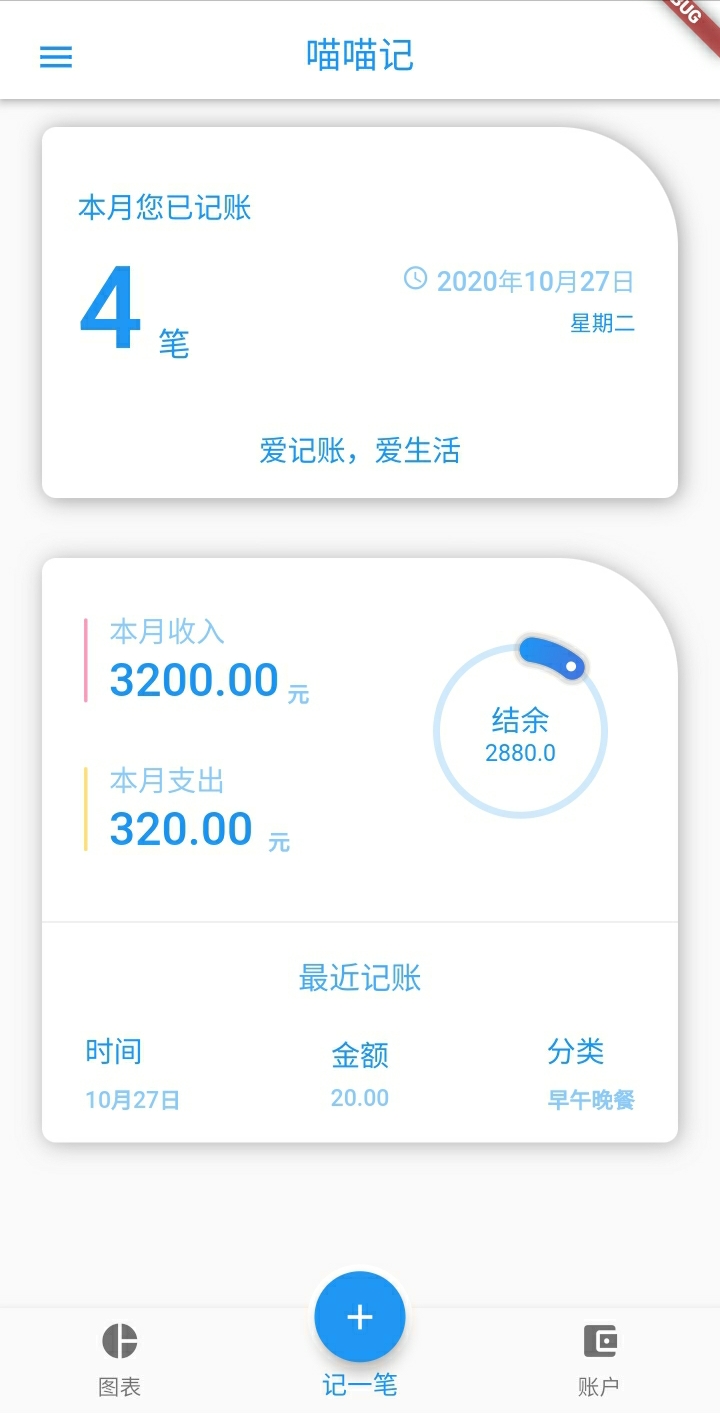 喵喵记
本月您已记账
4 笔
2020年10月27日
星期二
爱记账，爱生活
本月收入
3200.00 元
本月支出
320.00 元
结余
2880.0
最近记账
时间 金额 分类
10月27日 20.00 早午晚餐
图表 记一笔 账户